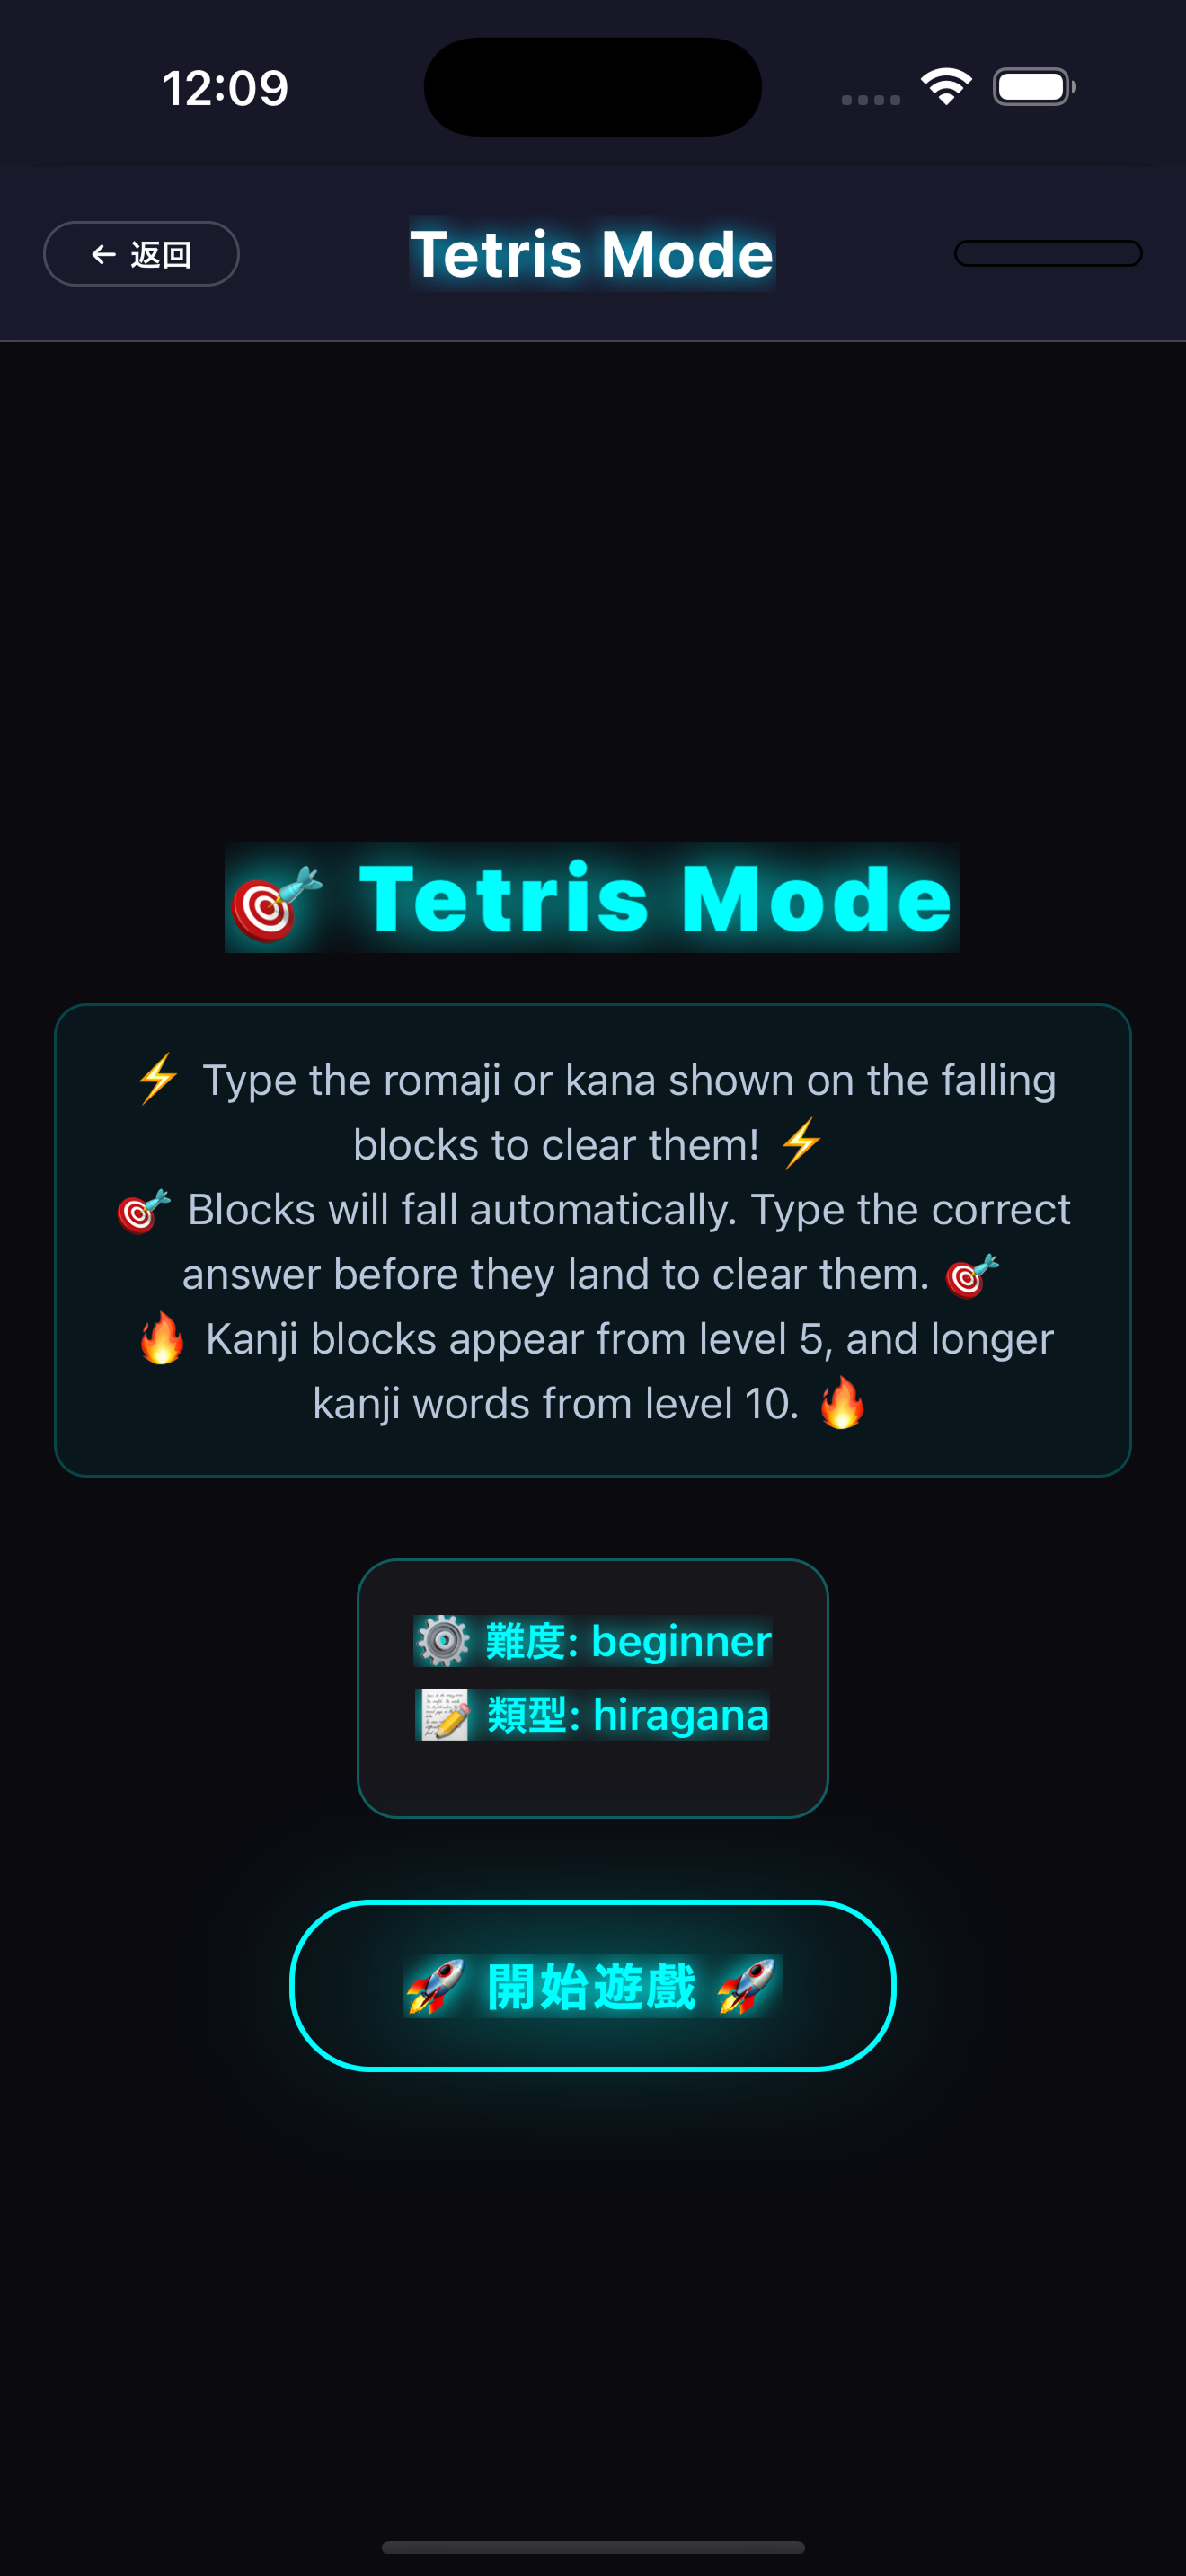 12:09
← 返回
Tetris Mode
🎯 Tetris Mode
⚡ Type the romaji or kana shown on the falling
blocks to clear them! ⚡
🎯 Blocks will fall automatically. Type the correct
answer before they land to clear them. 🎯
🔥 Kanji blocks appear from level 5, and longer
kanji words from level 10. 🔥
⚙️ 難度: beginner
📝 類型: hiragana
🚀 開始遊戲 🚀